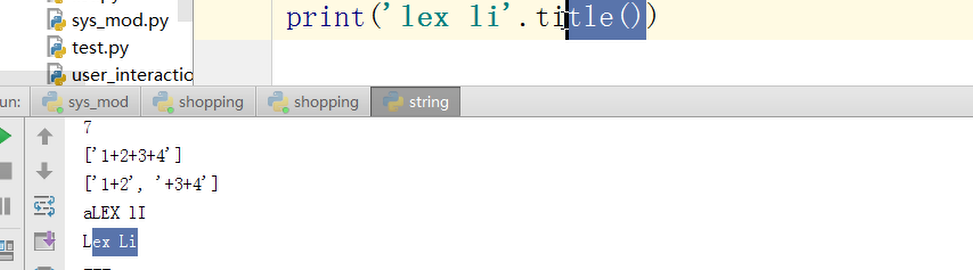 sys_mod.py
test.py
user_interactio
print('lex li'.title())
un: sys_mod shopping shopping string
7
['1+2+3+4']
['1+2', '+3+4']
aLEX lI
Lex Li